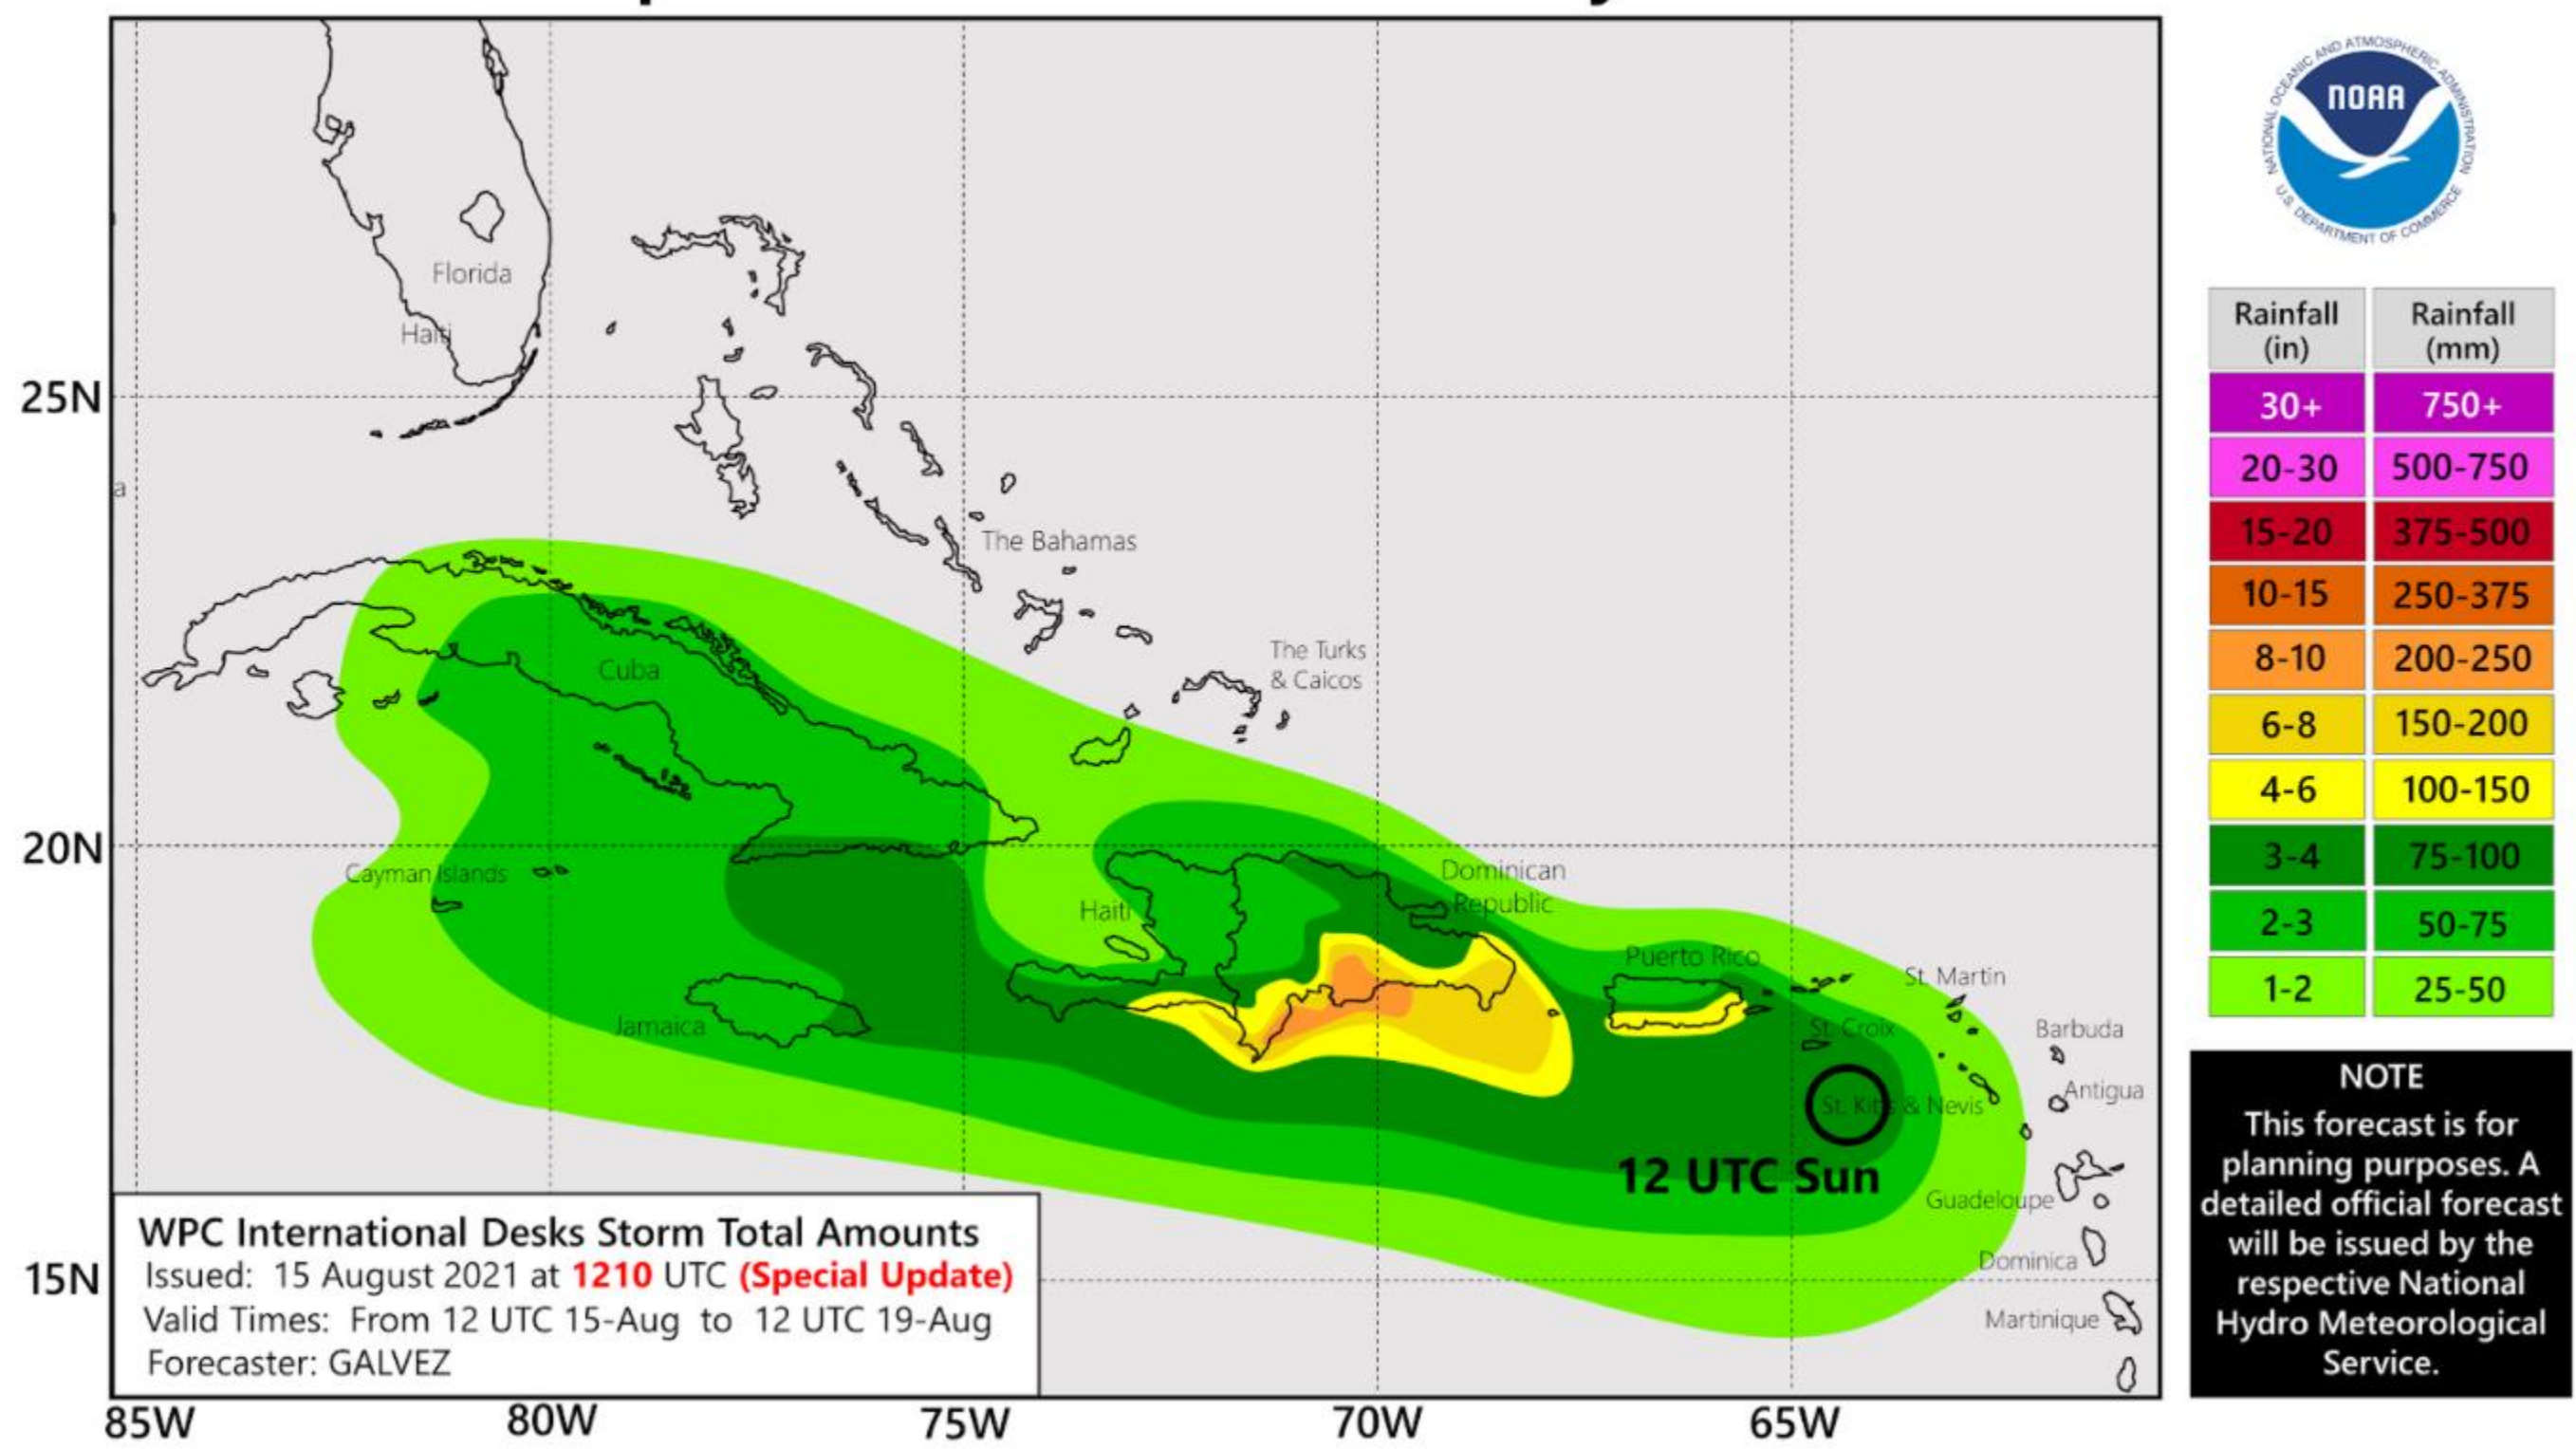 NATIONAL OCEANIC AND ATMOSPHERIC ADMINISTRATION
NOAA
U.S. DEPARTMENT OF COMMERCE
Florida
Haiti
25N
a
The Bahamas
The Turks
& Caicos
Cuba
20N
Cayman Islands
Haiti
Dominican
Republic
Puerto Rico
St. Martin
Jamaica
St. Croix
Barbuda
Antigua
St. Kitts & Nevis
12 UTC Sun
Guadeloupe
Dominica
15N
Martinique
WPC International Desks Storm Total Amounts
Issued: 15 August 2021 at 1210 UTC (Special Update)
Valid Times: From 12 UTC 15-Aug to 12 UTC 19-Aug
Forecaster: GALVEZ
85W 80W 75W 70W 65W
Rainfall (in) Rainfall (mm)
30+ 750+
20-30 500-750
15-20 375-500
10-15 250-375
8-10 200-250
6-8 150-200
4-6 100-150
3-4 75-100
2-3 50-75
1-2 25-50
NOTE
This forecast is for
planning purposes. A
detailed official forecast
will be issued by the
respective National
Hydro Meteorological
Service.